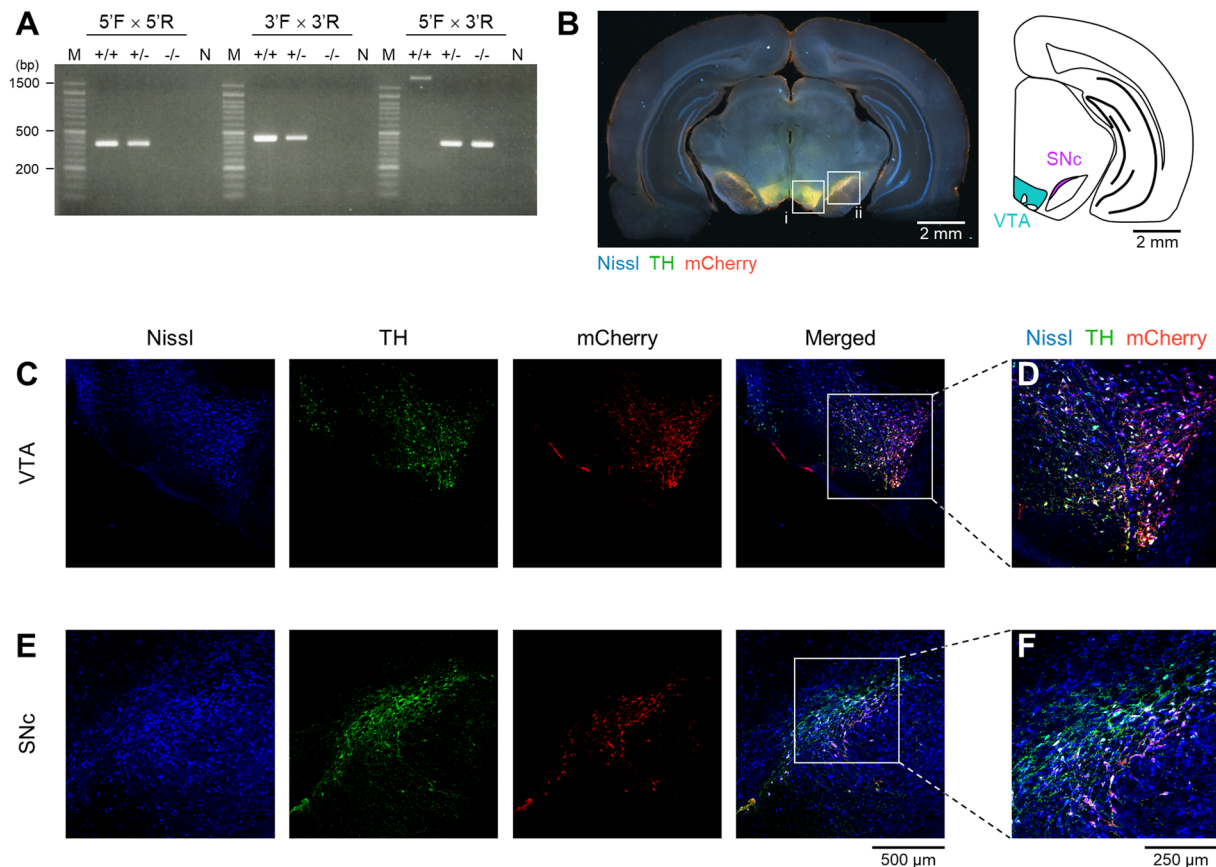 A
5'F × 5'R
3'F × 3'R
5'F × 3'R
M +/+ +/- -/- N M +/+ +/- -/- N M +/+ +/- -/- N
(bp)
1500
500
200
B
i
ii
2 mm
Nissl TH mCherry
SNc
VTA
2 mm
Nissl
TH
mCherry
Merged
Nissl TH mCherry
C
D
VTA
E
F
SNc
500 µm
250 µm